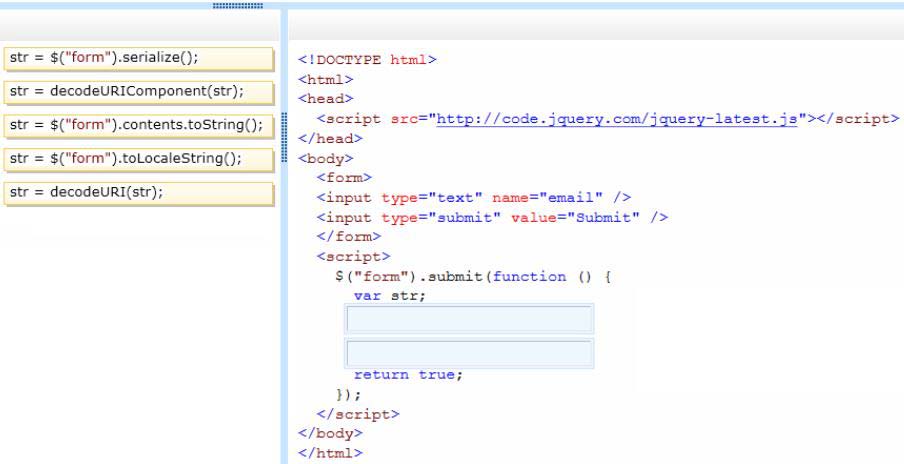 str = $("form").serialize();
str = decodeURIComponent(str);
str = $("form").contents.toString();
str = $("form").toLocaleString();
str = decodeURI(str);
<!DOCTYPE html>
<html>
<head>
<script src="http://code.jquery.com/jquery-latest.js"></script>
</head>
<body>
<form>
<input type="text" name="email" />
<input type="submit" value="Submit" />
</form>
<script>
$("form").submit(function () {
var str;
return true;
});
</script>
</body>
</html>